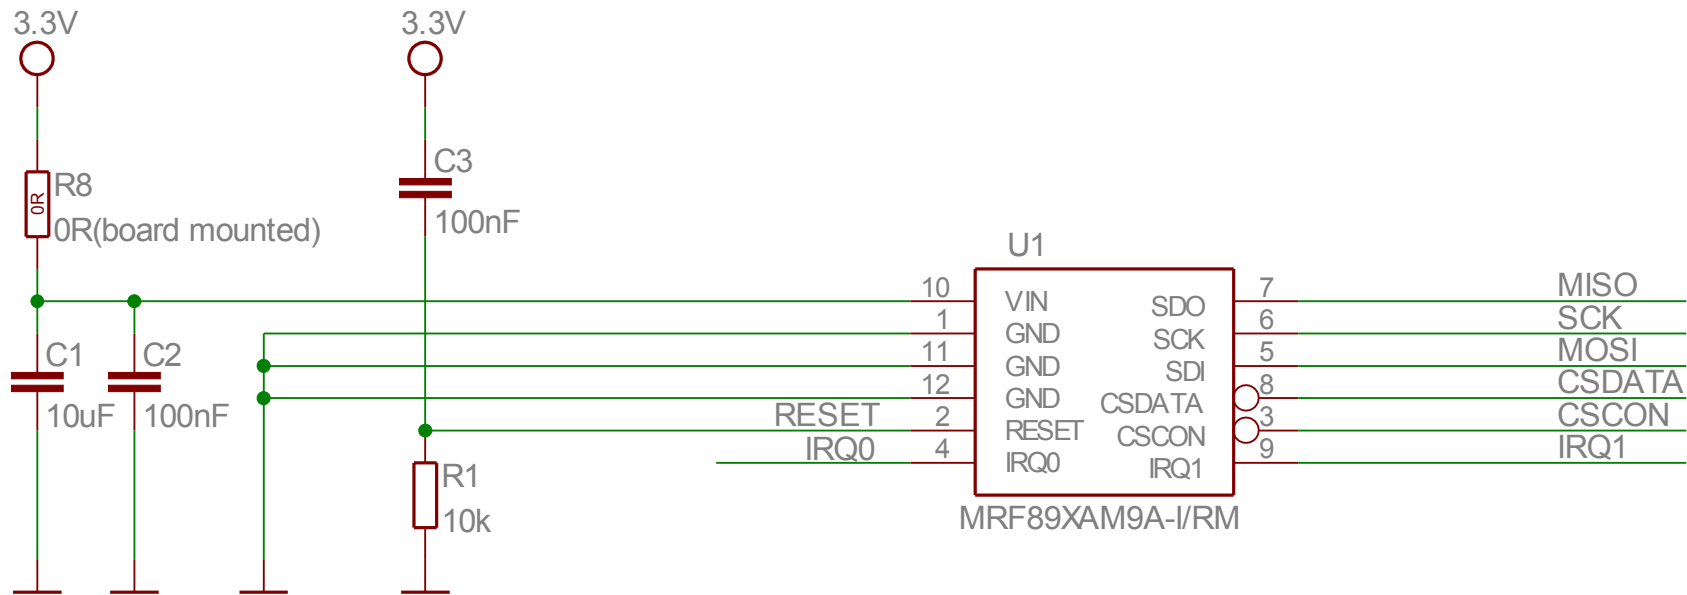 3.3V
3.3V
C3
100nF
R8
0R
0R(board mounted)
U1
10
VIN
SDO
7
MISO
1
GND
SCK
6
SCK
11
GND
SDI
5
MOSI
12
GND
CSDATA
8
CSDATA
RESET
2
RESET
CSCON
3
CSCON
IRQ0
4
IRQ0
IRQ1
9
IRQ1
C1
10uF
C2
100nF
R1
10k
MRF89XAM9A-I/RM